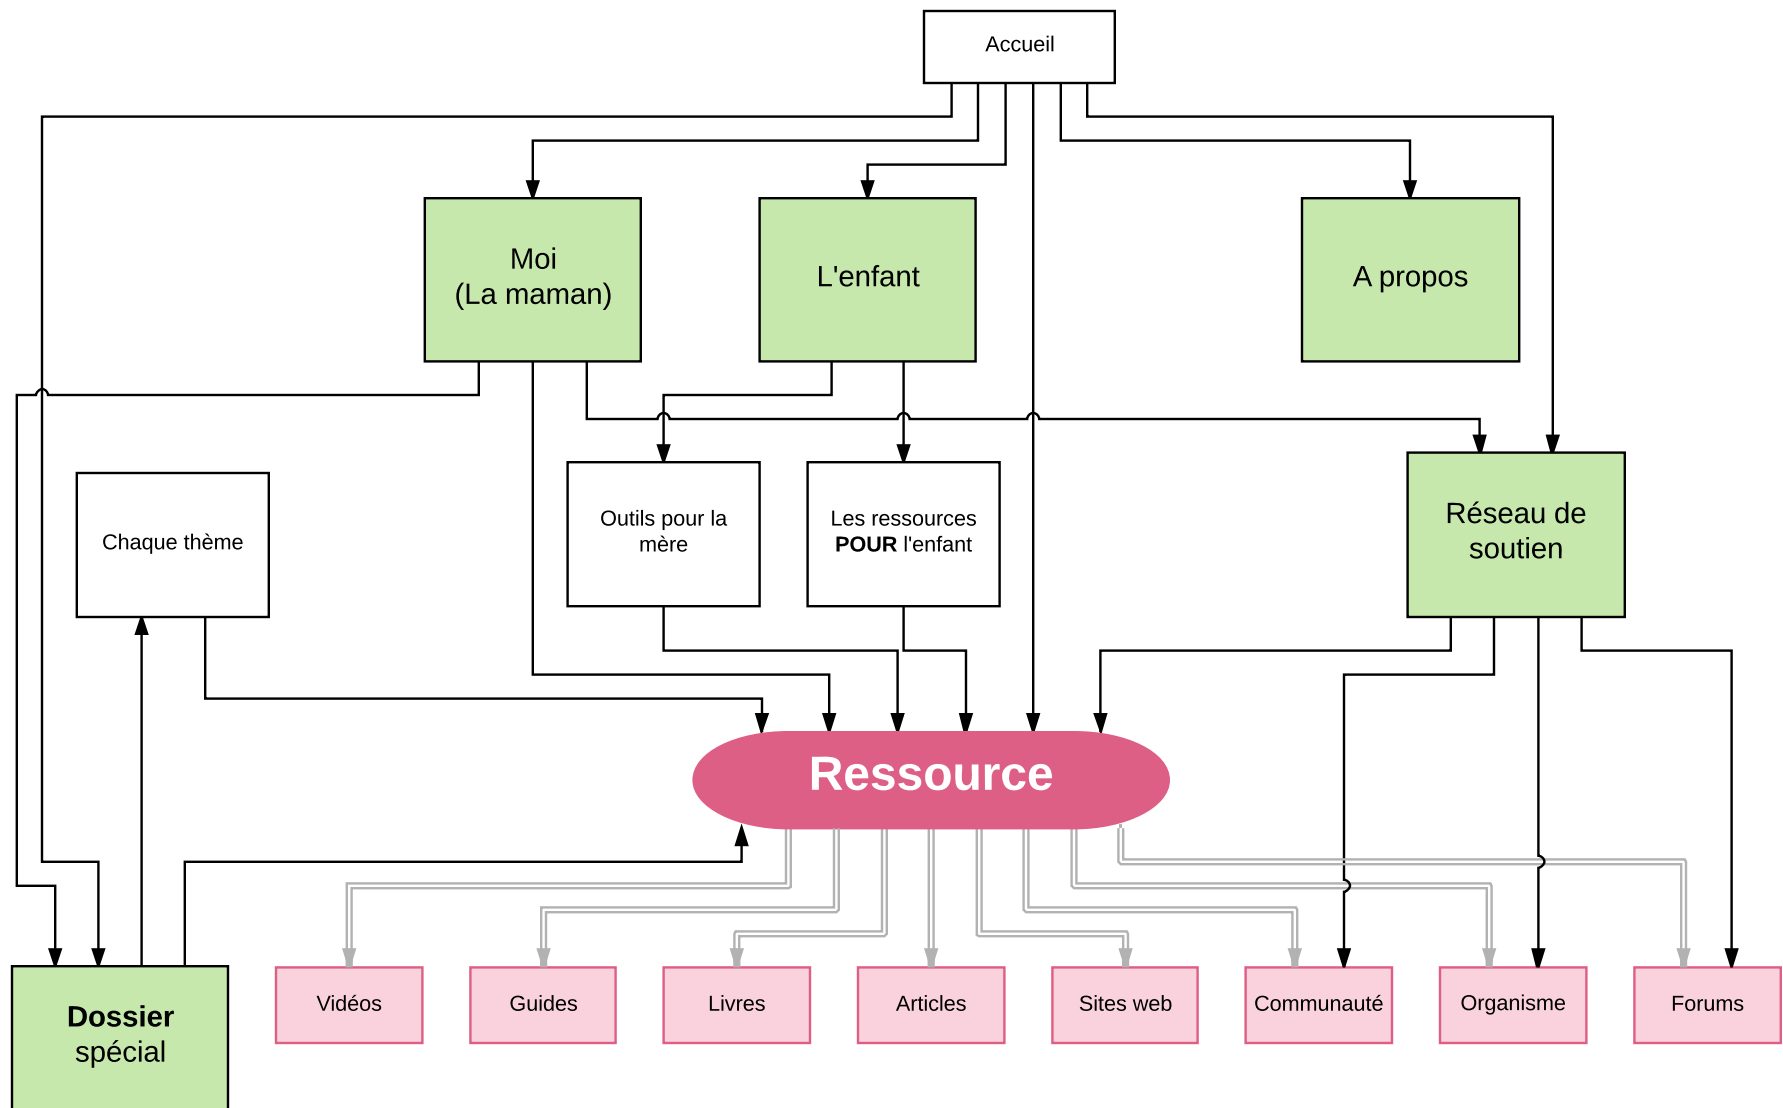 Accueil
Moi
(La maman)
L'enfant
A propos
Chaque thème
Outils pour la
mère
Les ressources
POUR l'enfant
Réseau de
soutien
Ressource
Dossier
spécial
Vidéos
Guides
Livres
Articles
Sites web
Communauté
Organisme
Forums